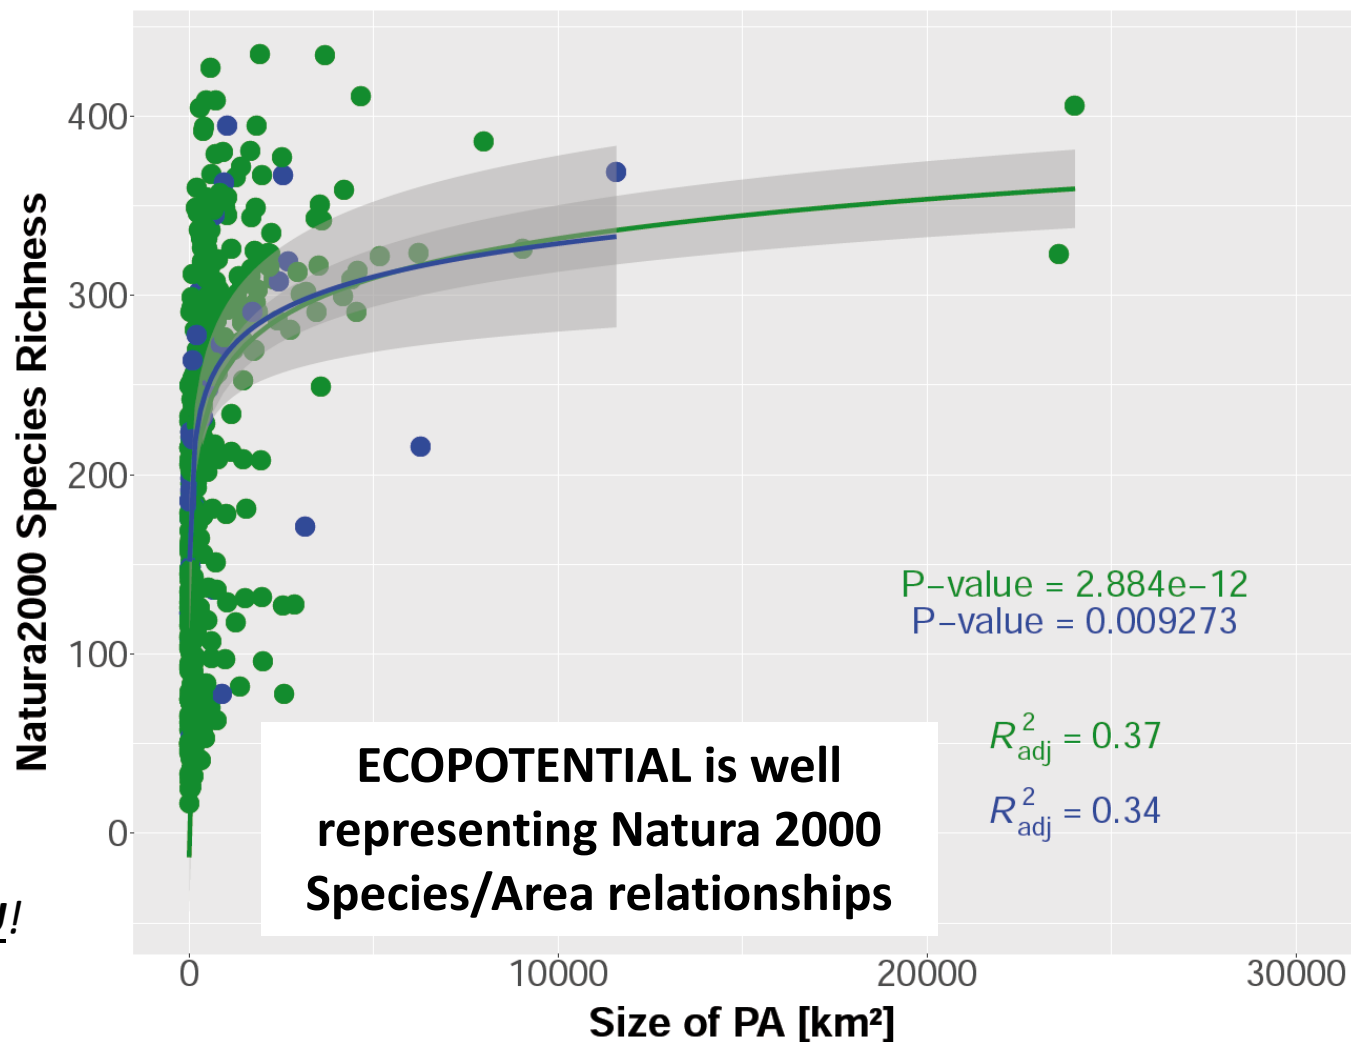 Natura2000 Species Richness
400
300
200
100
0
P−value = 2.884e−12
P−value = 0.009273
R²adj = 0.37
R²adj = 0.34
ECOPOTENTIAL is well
representing Natura 2000
Species/Area relationships
!
0 10000 20000 30000
Size of PA [km²]